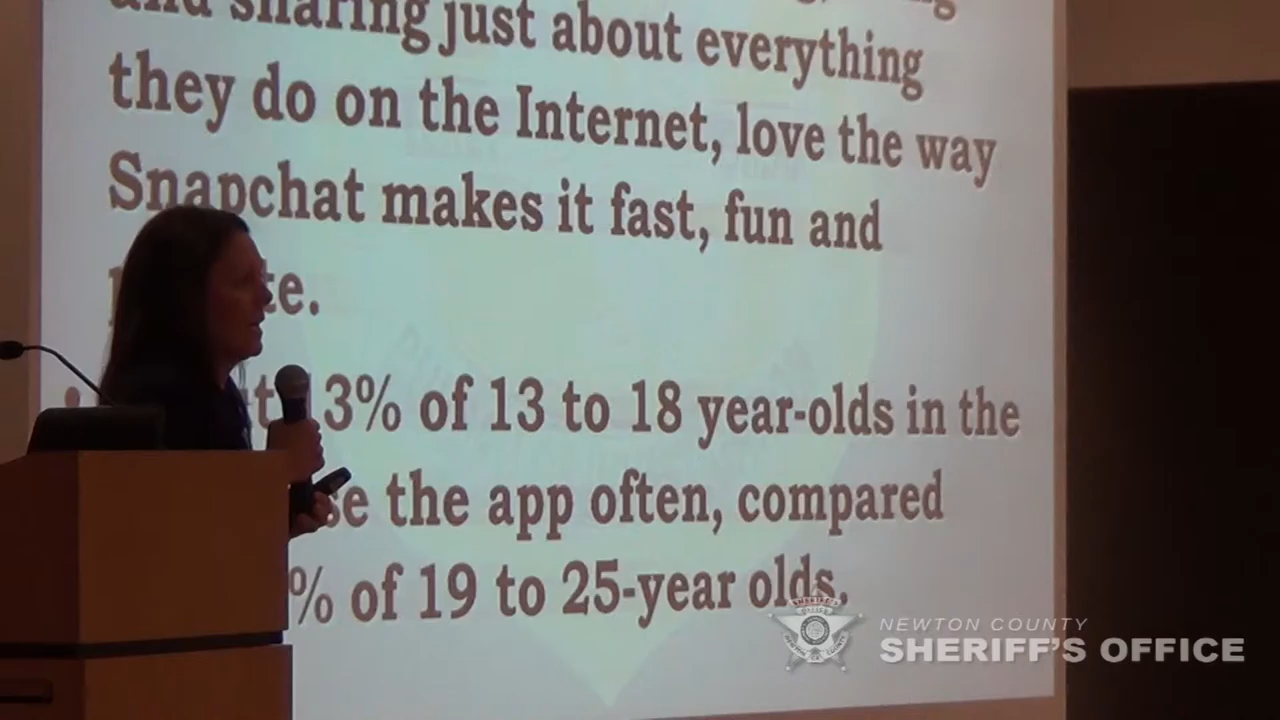 and sharing just about everything
they do on the Internet, love the way
Snapchat makes it fast, fun and
3% of 13 to 18 year-olds in the
the app often, compared
% of 19 to 25-year olds.
NEWTON COUNTY
SHERIFF'S OFFICE